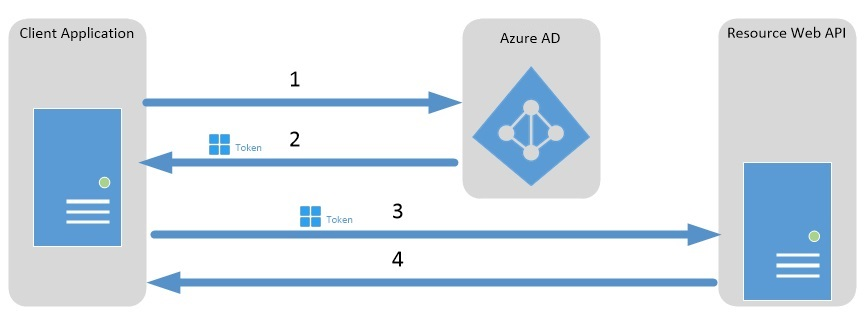 Client Application
Azure AD
Resource Web API
1
Token
2
Token
3
4